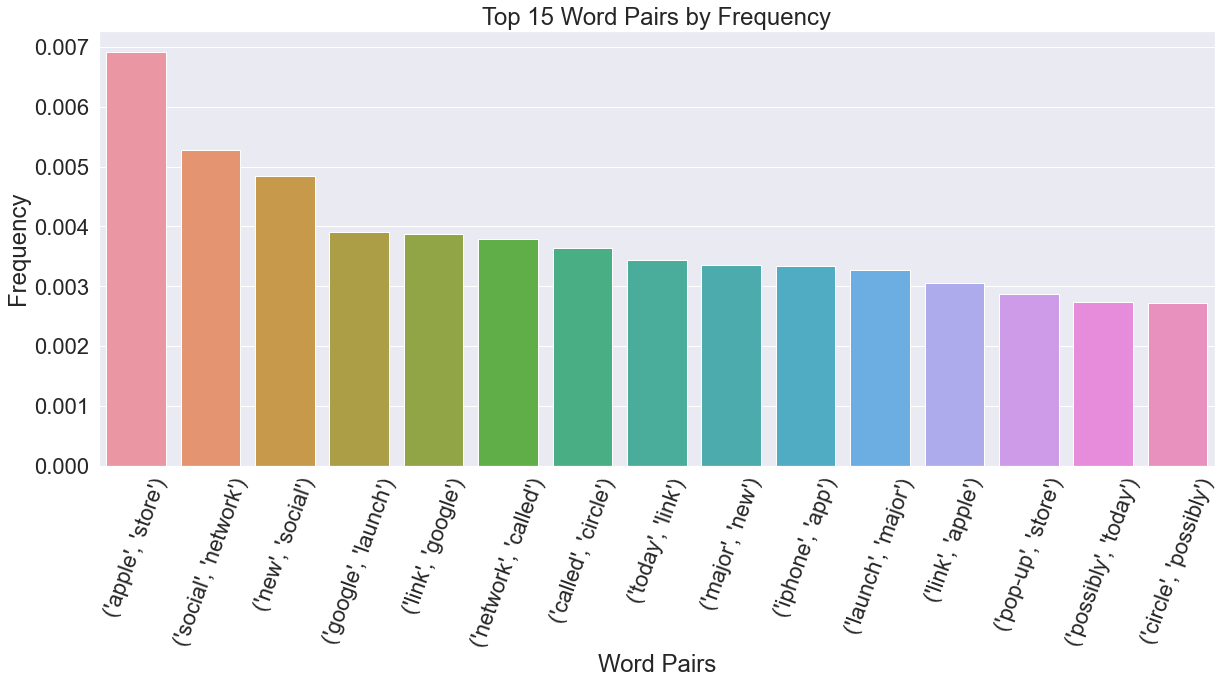 Top 15 Word Pairs by Frequency
Frequency
0.007
0.006
0.005
0.004
0.003
0.002
0.001
0.000
('apple', 'store')
('social', 'network')
('new', 'social')
('google', 'launch')
('link', 'google')
('network', 'called')
('called', 'circle')
('today', 'link')
('major', 'new')
('iphone', 'app')
('launch', 'major')
('link', 'apple')
('pop-up', 'store')
('possibly', 'today')
('circle', 'possibly')
Word Pairs